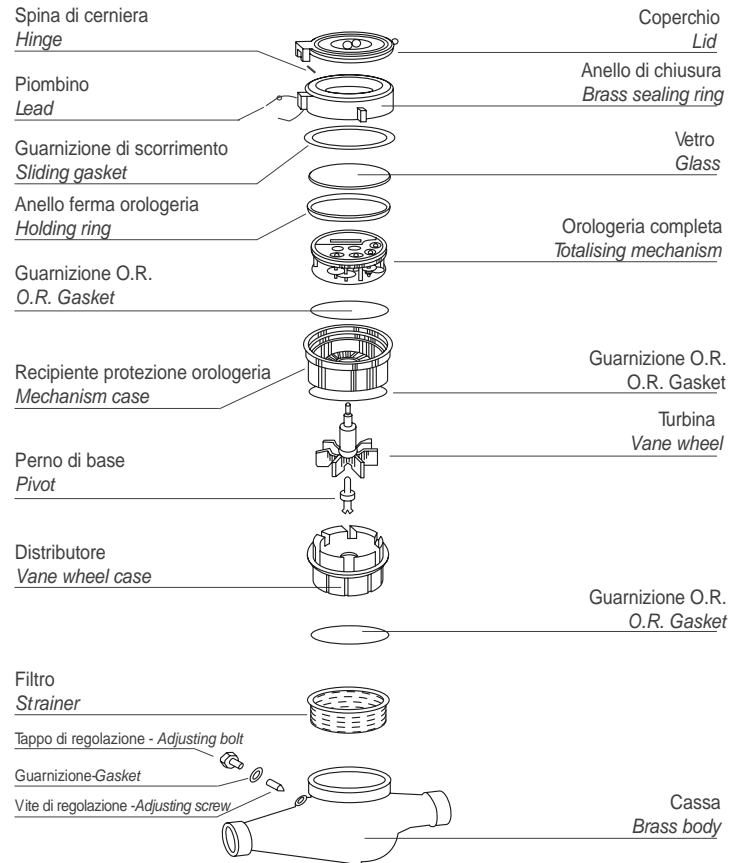 Spina di cerniera
Hinge
Piombino
Lead
Guarnizione di scorrimento
Sliding gasket
Anello ferma orologeria
Holding ring
Guarnizione O.R.
O.R. Gasket
Recipiente protezione orologeria
Mechanism case
Perno di base
Pivot
Distributore
Vane wheel case
Filtro
Strainer
Tappo di regolazione - Adjusting bolt
Guarnizione-Gasket
Vite di regolazione -Adjusting screw
Coperchio
Lid
Anello di chiusura
Brass sealing ring
Vetro
Glass
Orologeria completa
Totalising mechanism
Guarnizione O.R.
O.R. Gasket
Turbina
Vane wheel
Guarnizione O.R.
O.R. Gasket
Cassa
Brass body